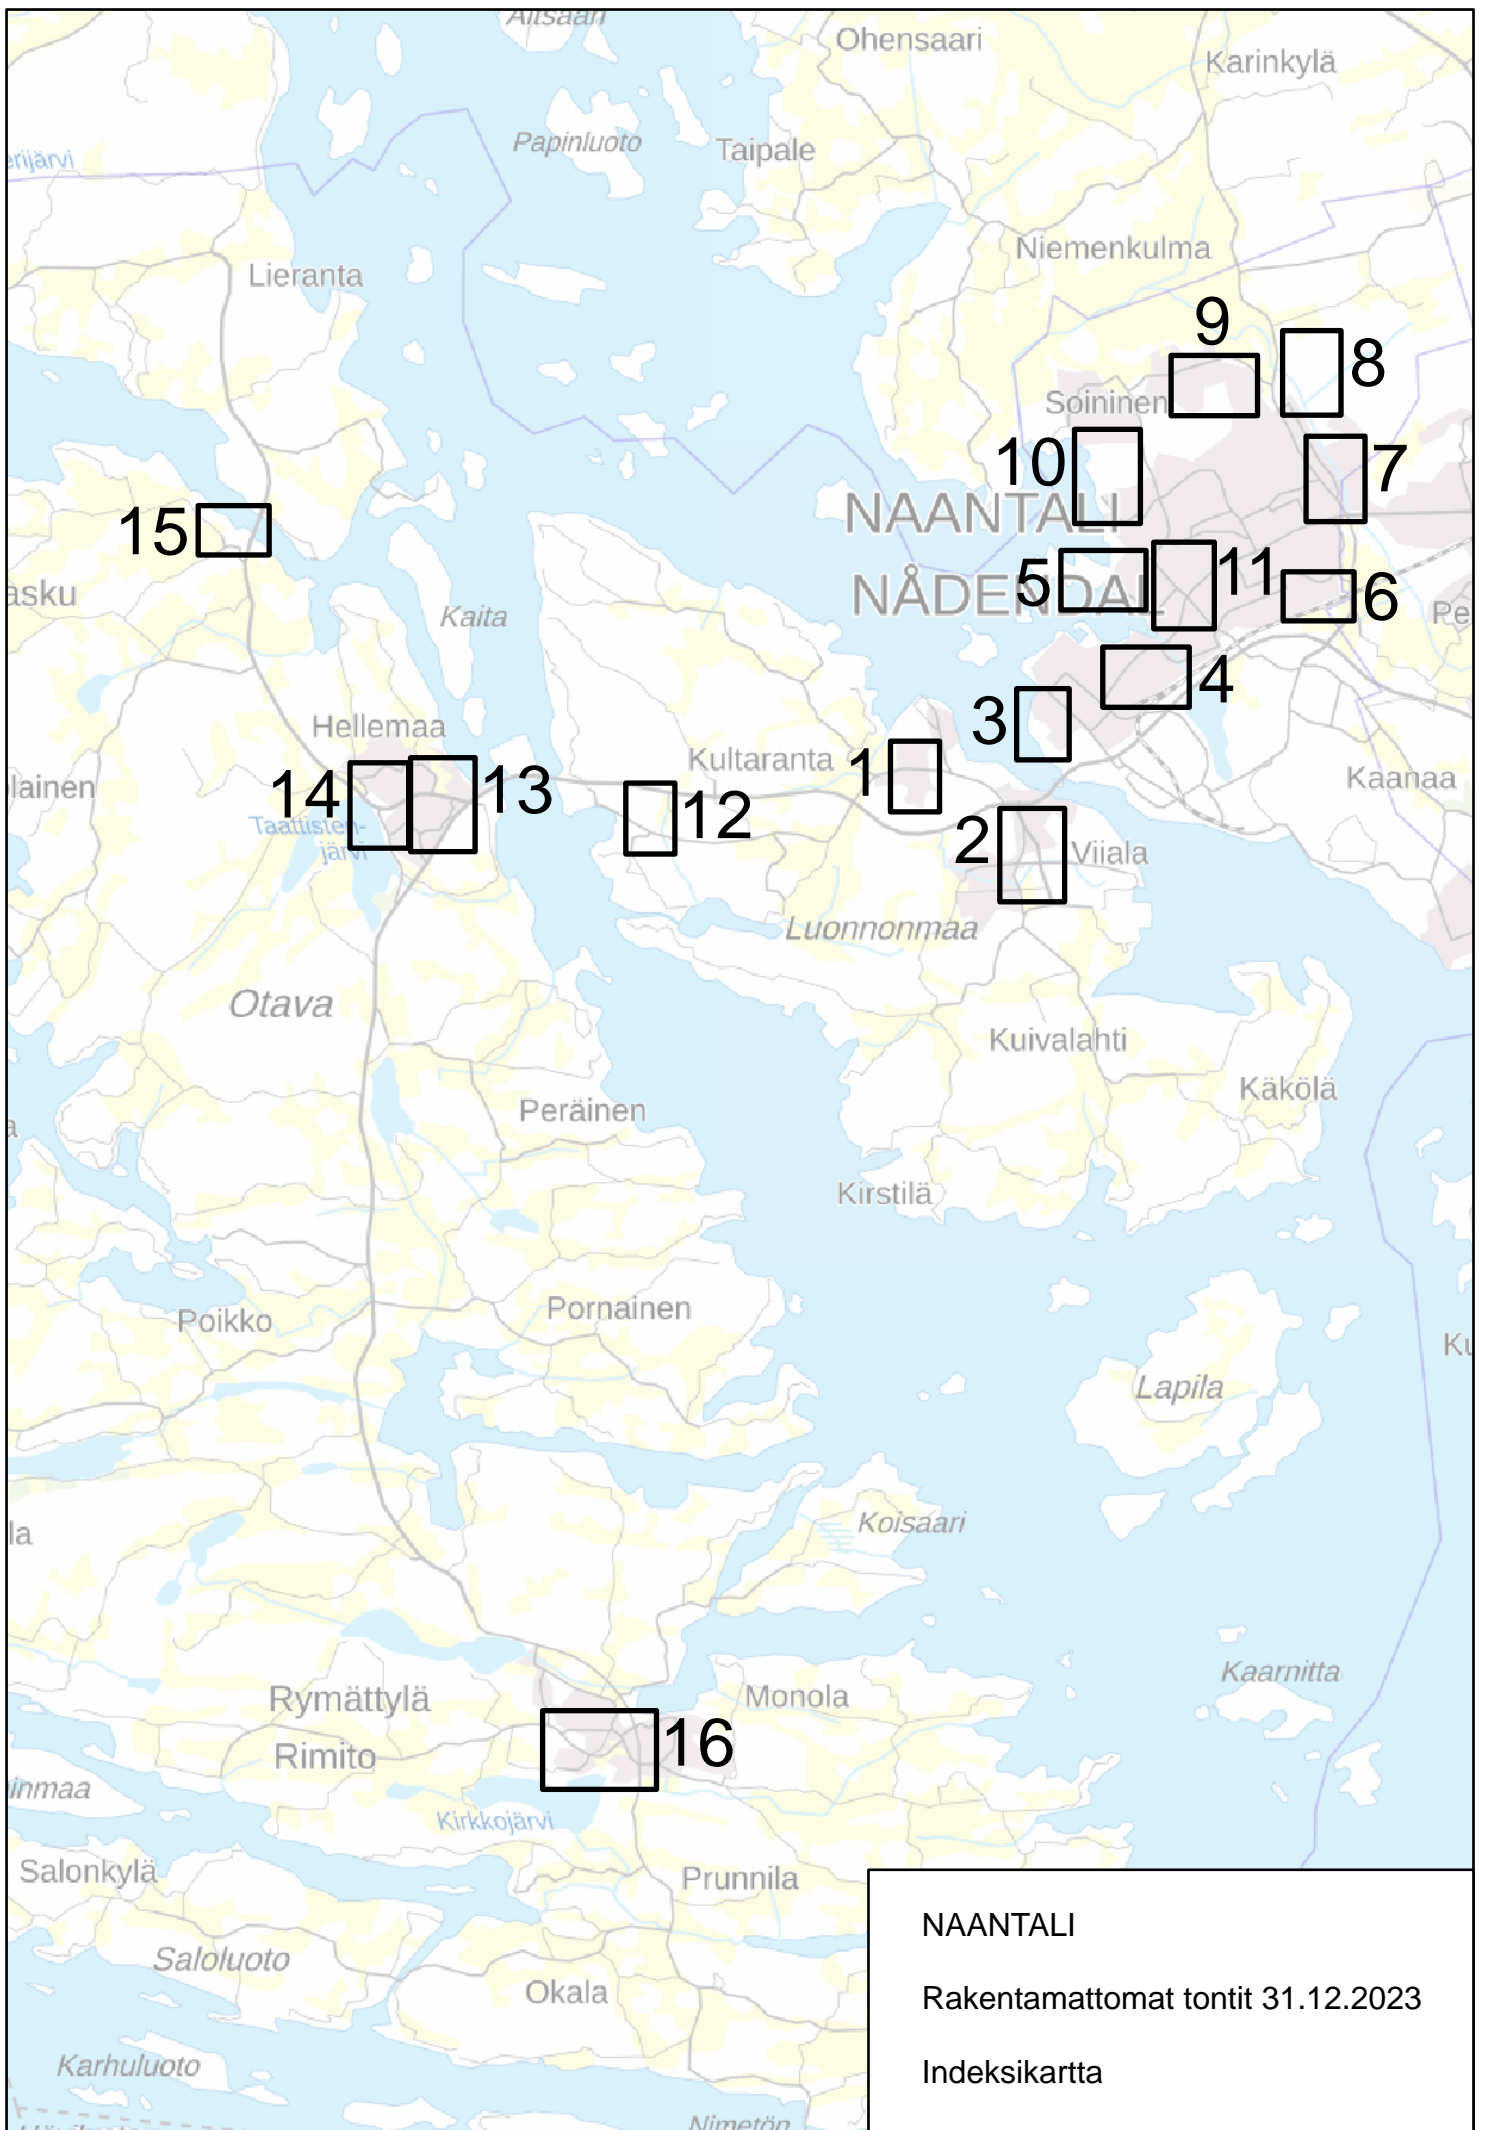 Ohensaari
Karinkylä
Papinluoto
Taipale
Niemenkulma
Lieranta
9
8
Soininen
10
7
NAANTALI
15
5
11
6
NÅDENDAL
Kaita
4
3
Hellemaa
Kultaranta
1
Kaanaa
14
13
12
Taattisten-
järvi
2
Viiala
Luonnonmaa
Otava
Kuivalahti
Käkölä
Peräinen
Kirstilä
Pornainen
Poikko
Lapila
Koisaari
Kaarnitta
Rymättylä
Monola
Rimito
16
Kirkkojärvi
Salonkylä
Prunnila
NAANTALI
Saloluoto
Okala
Rakentamattomat tontit 31.12.2023
Karhuluoto
Indeksikartta
Nimetön